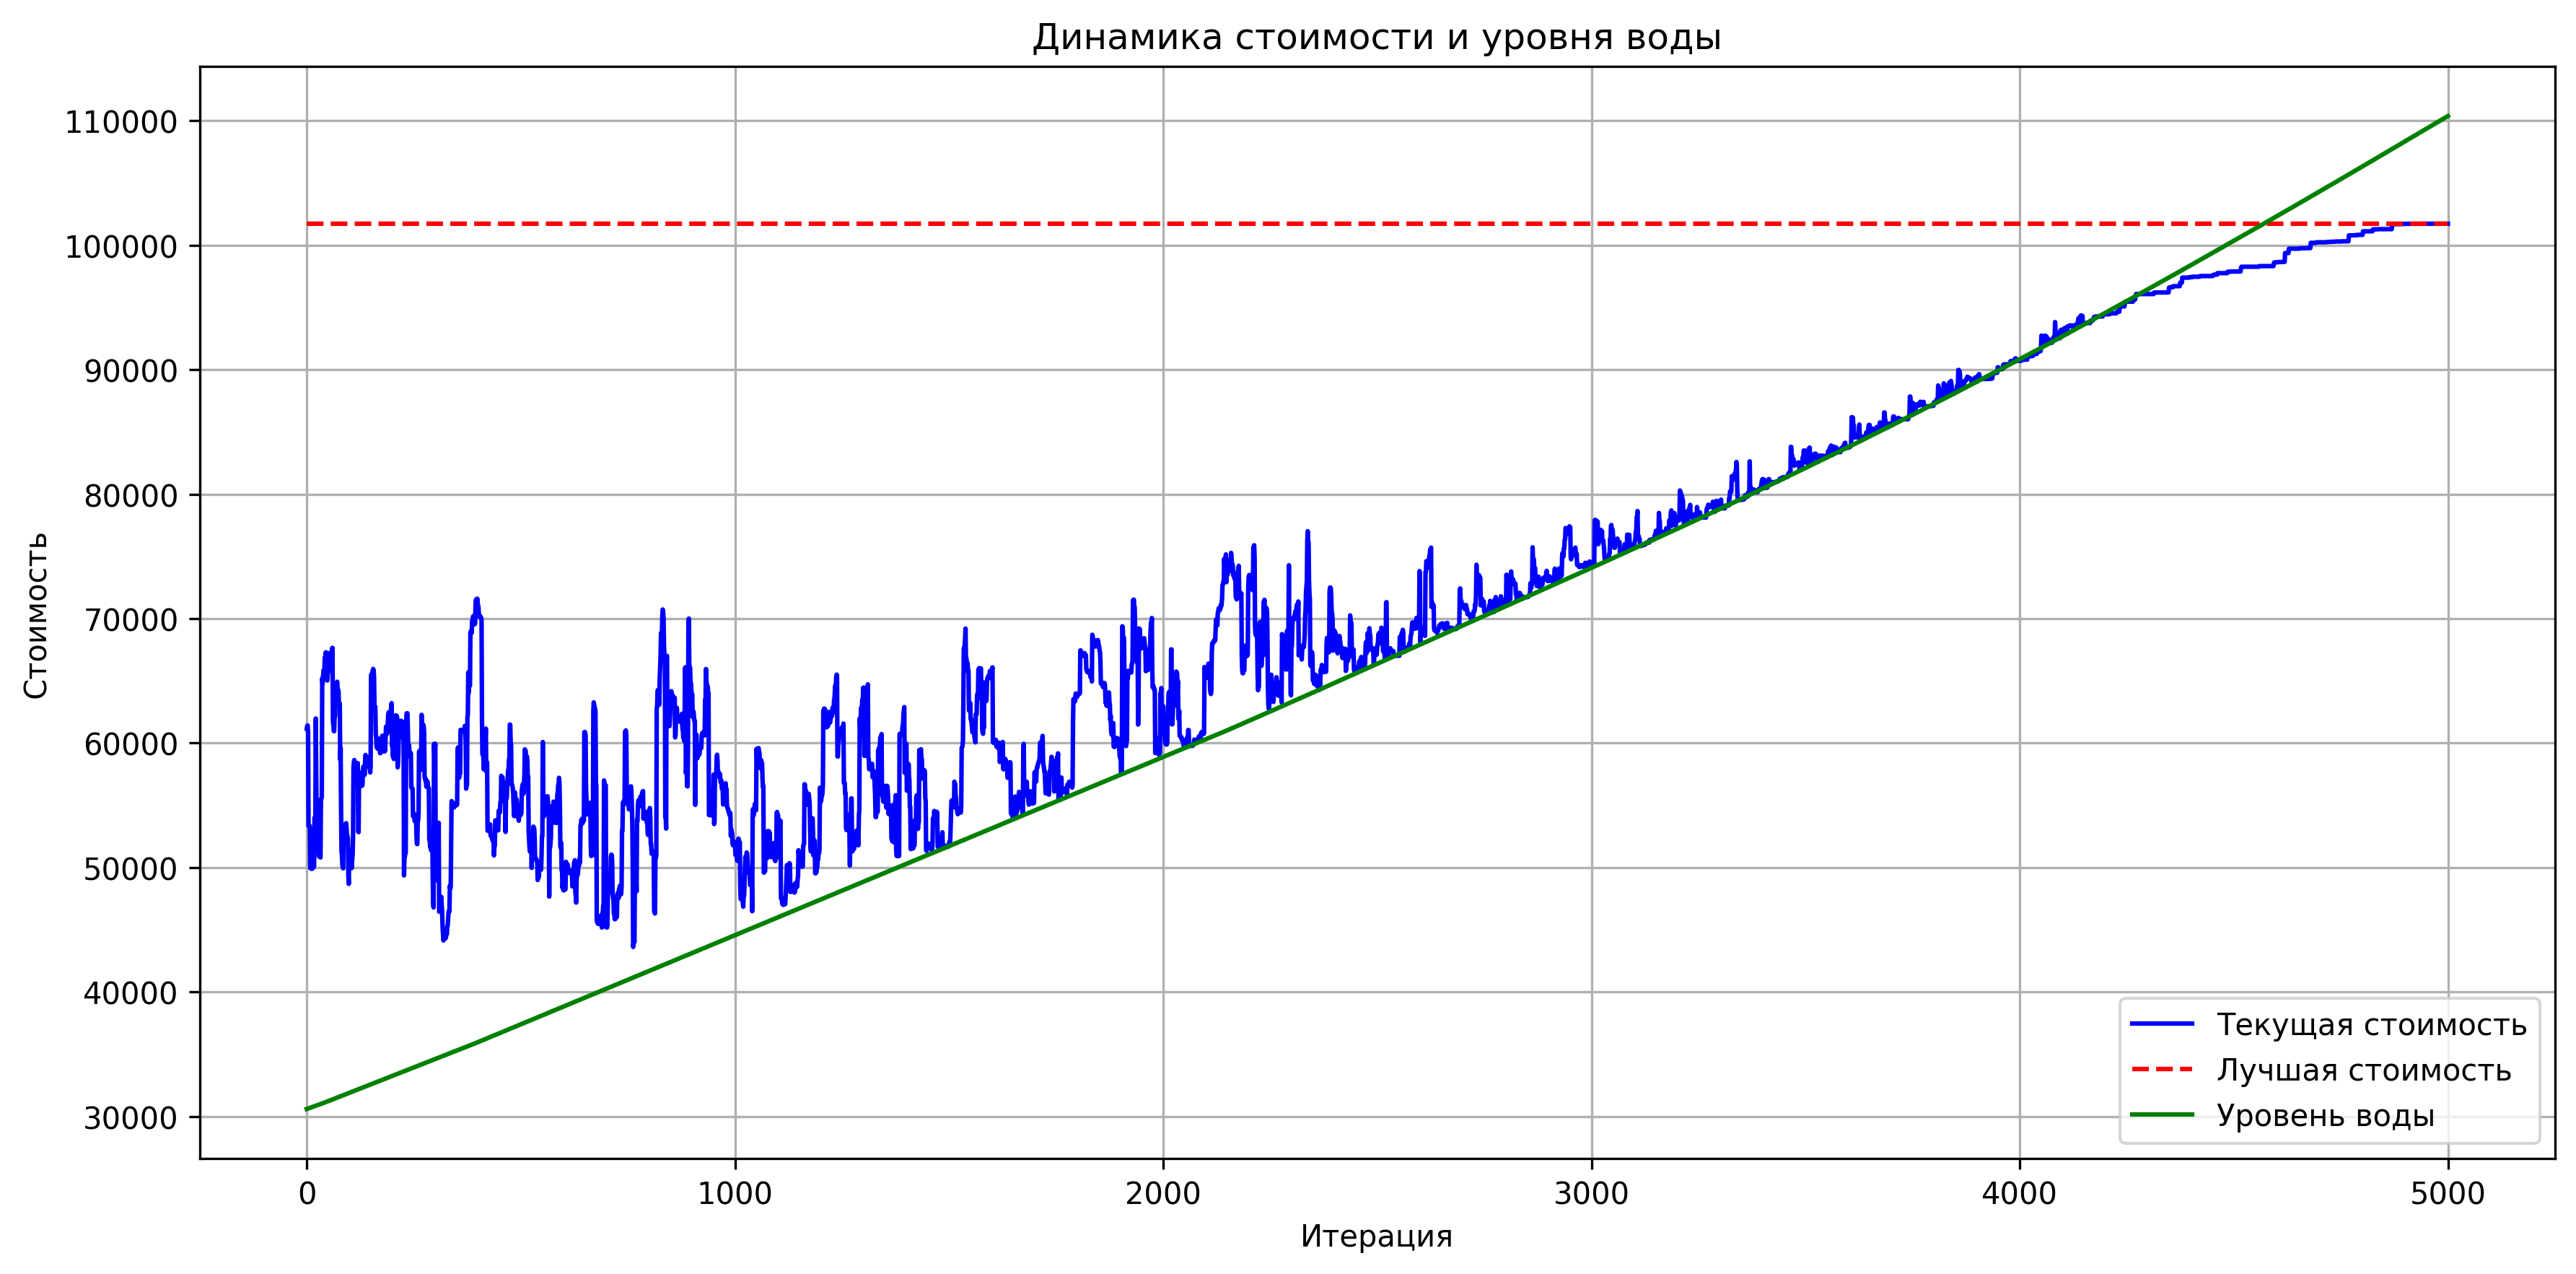 Динамика стоимости и уровня воды
Стоимость
110000
100000
90000
80000
70000
60000
50000
40000
30000
0 1000 2000 3000 4000 5000
Итерация
Текущая стоимость
Лучшая стоимость
Уровень воды